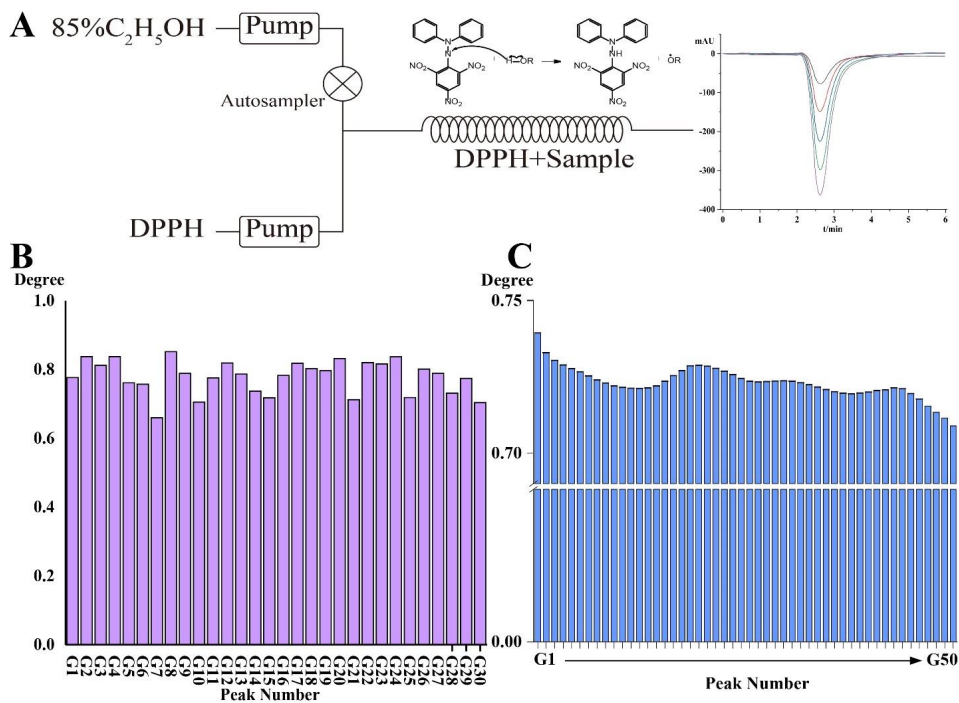 A
85%C₂H₅OH
Pump
Autosampler
DPPH
Pump
N
N
NO₂
NO₂
NO₂
H—OR
N
NH
NO₂
NO₂
NO₂
ȮR
DPPH+Sample
mAU
0
-100
-200
-300
-400
0
1
2
3
4
5
6
t/min
B
Degree
1.0
0.8
0.6
0.4
0.2
0.0
G1
G2
G3
G4
G5
G6
G7
G8
G9
G10
G11
G12
G13
G14
G15
G16
G17
G18
G19
G20
G21
G22
G23
G24
G25
G26
G27
G28
G29
G30
Peak Number
C
Degree
0.75
0.70
0.00
G1
G50
Peak Number